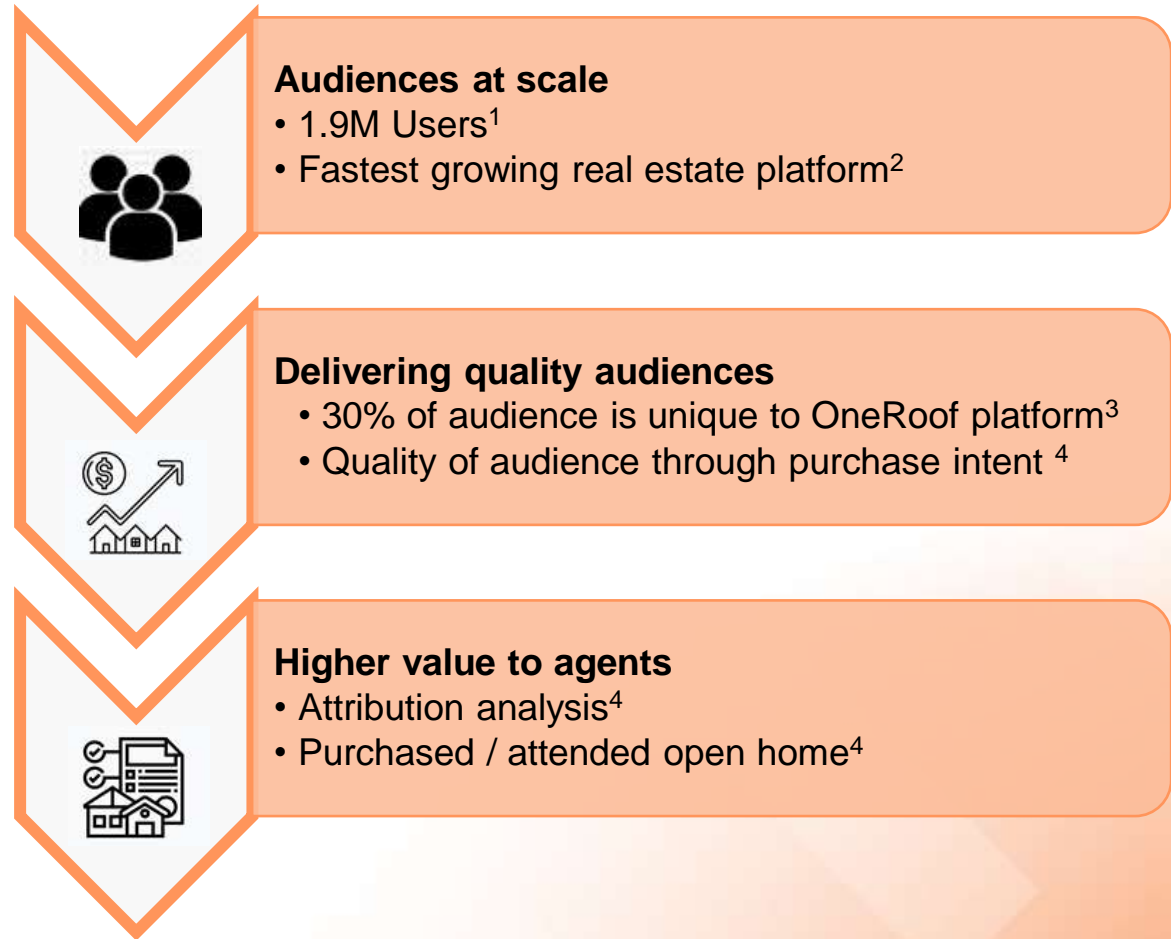 Audiences at scale
• 1.9M Users¹
• Fastest growing real estate platform²
Delivering quality audiences
• 30% of audience is unique to OneRoof platform³
• Quality of audience through purchase intent ⁴
Higher value to agents
• Attribution analysis⁴
• Purchased / attended open home⁴